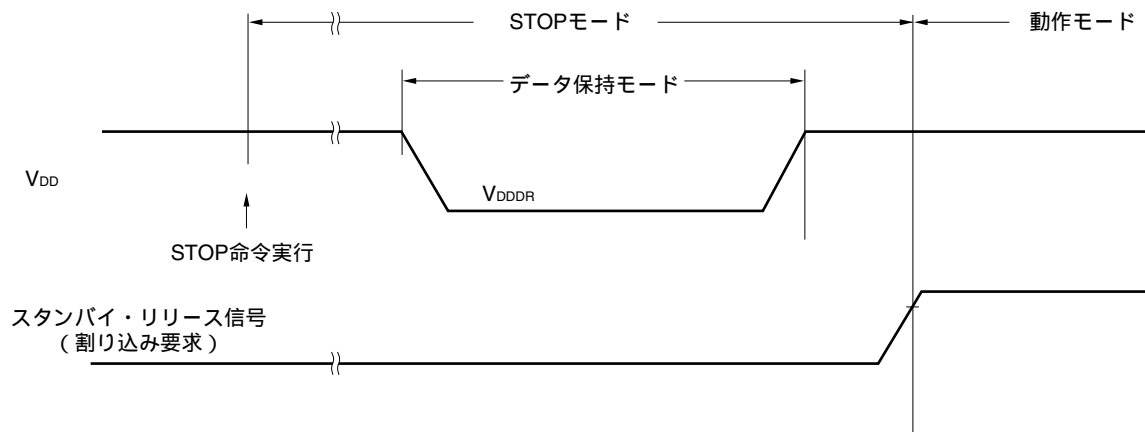 STOPモード
動作モード
データ保持モード
VDD
VDDDR
STOP命令実行
スタンバイ・リリース信号
（割り込み要求）